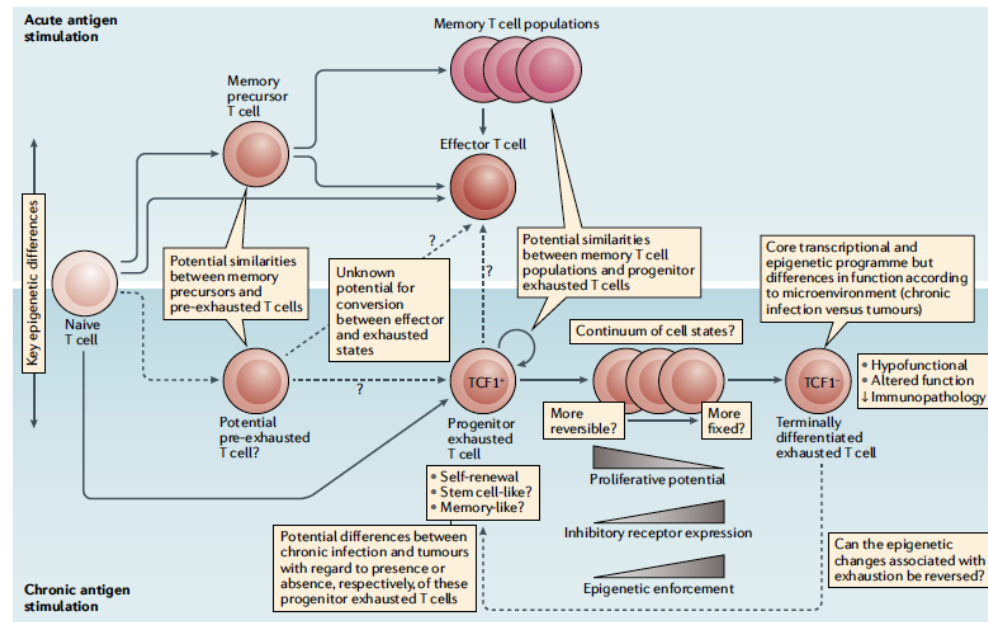 Acute antigen
stimulation
Memory T cell populations
Memory
precursor
T cell
Effector T cell
Key epigenetic differences
Naive
T cell
Potential similarities
between memory
precursors and
pre-exhausted T cells
Unknown
potential for
conversion
between effector
and exhausted
states
?
?
Potential similarities
between memory T cell
populations and progenitor
exhausted T cells
Core transcriptional and
epigenetic programme but
differences in function according
to microenvironment (chronic
infection versus tumours)
Continuum of cell states?
?
TCF1+
TCF1–
• Hypofunctional
• Altered function
↓ Immunopathology
Potential
pre-exhausted
T cell?
Progenitor
exhausted
T cell
More
reversible?
More
fixed?
Terminally
differentiated
exhausted T cell
• Self-renewal
• Stem cell-like?
• Memory-like?
Proliferative potential
Inhibitory receptor expression
Epigenetic enforcement
Potential differences between
chronic infection and tumours
with regard to presence or
absence, respectively, of these
progenitor exhausted T cells
Can the epigenetic
changes associated with
exhaustion be reversed?
Chronic antigen
stimulation